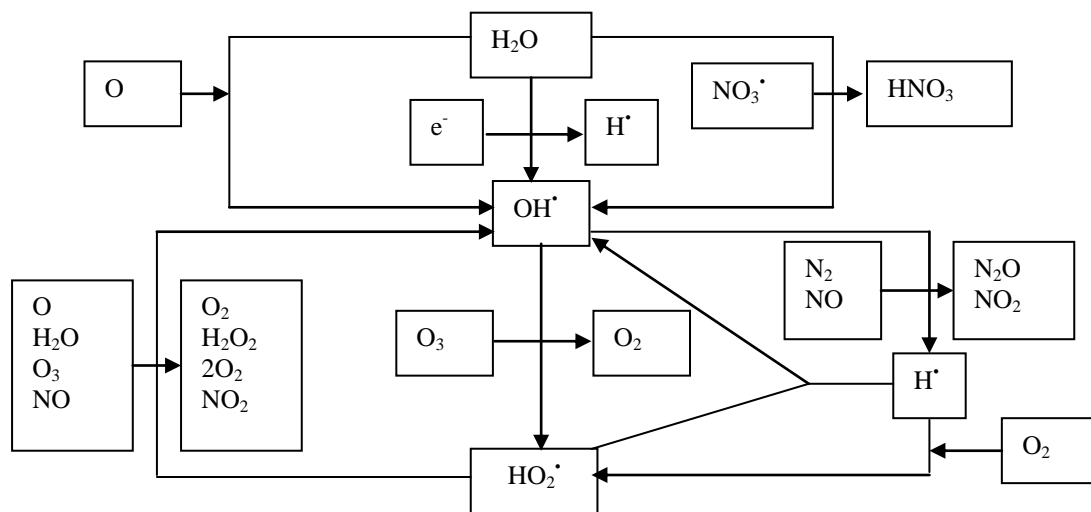 H₂O
O
NO₃•
HNO₃
e⁻
H•
OH•
N₂
NO
N₂O
NO₂
O
H₂O
O₃
NO
O₂
H₂O₂
2O₂
NO₂
O₃
O₂
H•
O₂
HO₂•